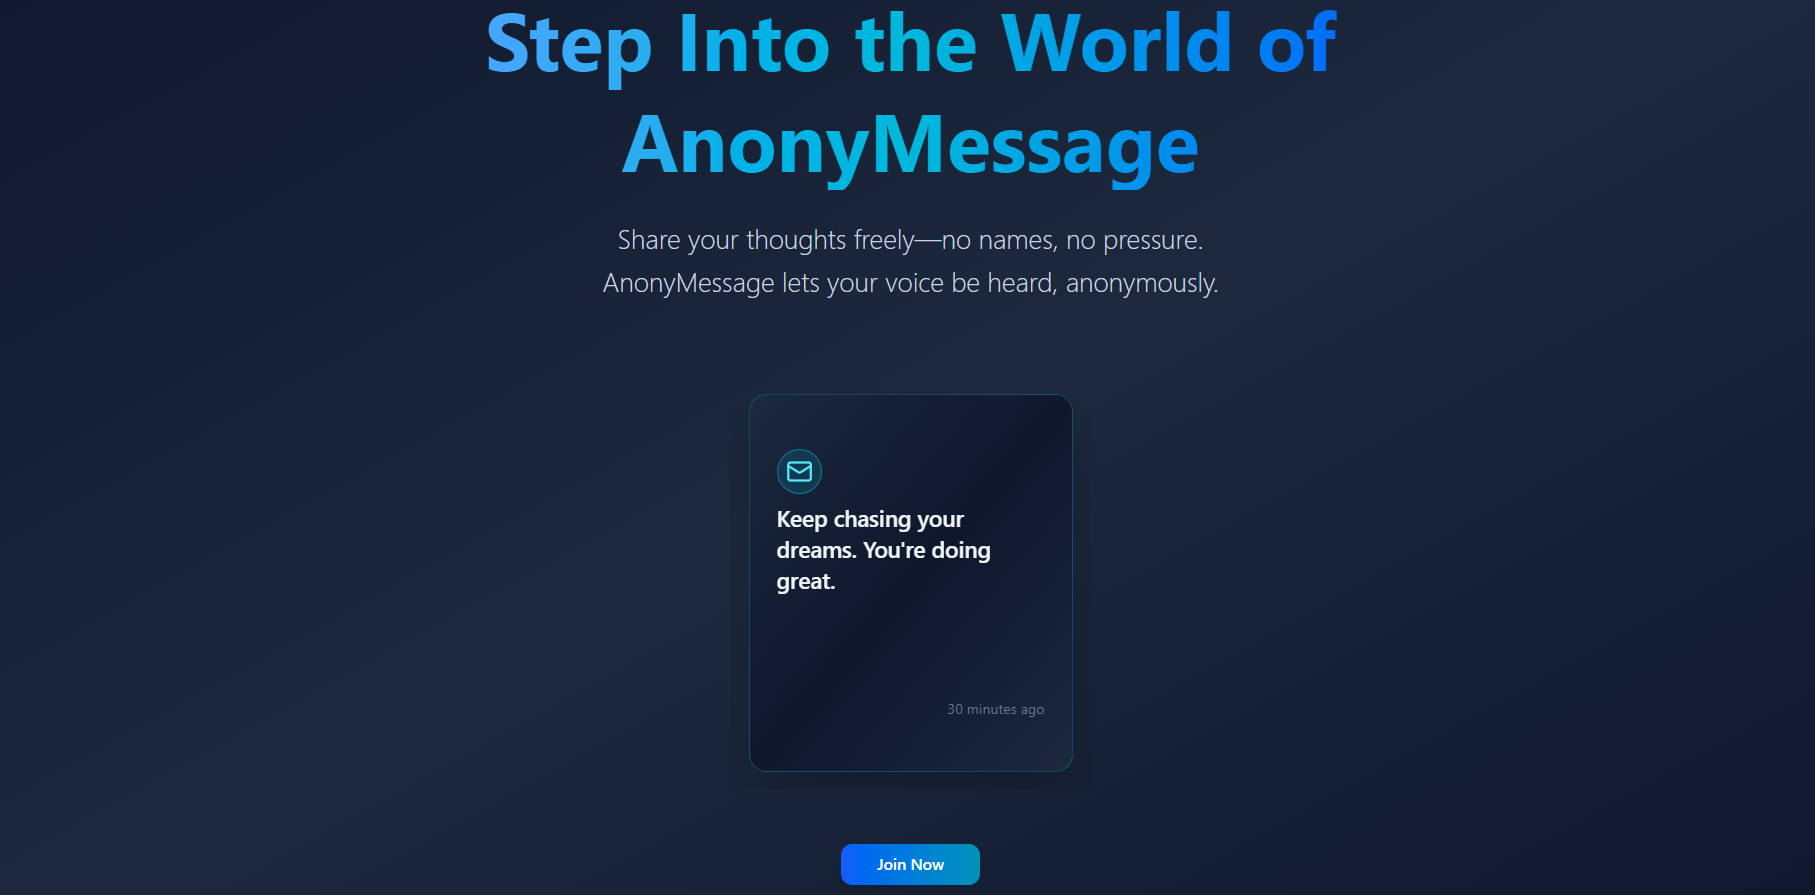 Step Into the World of
AnonyMessage
Share your thoughts freely—no names, no pressure.
AnonyMessage lets your voice be heard, anonymously.
Keep chasing your
dreams. You're doing
great.
30 minutes ago
Join Now